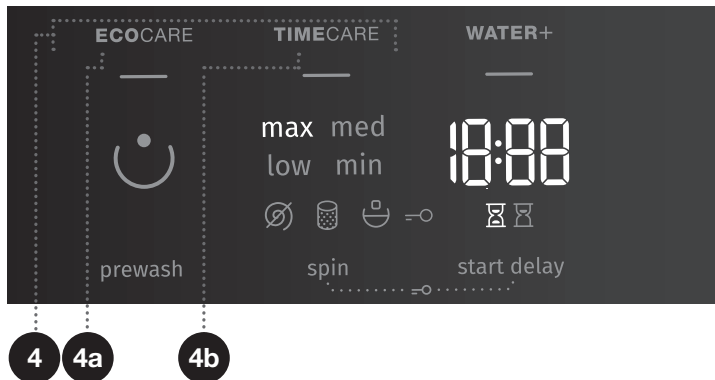 ECOCARE TIMECARE WATER+
max med
low min
18:88
prewash spin start delay
4 4a 4b